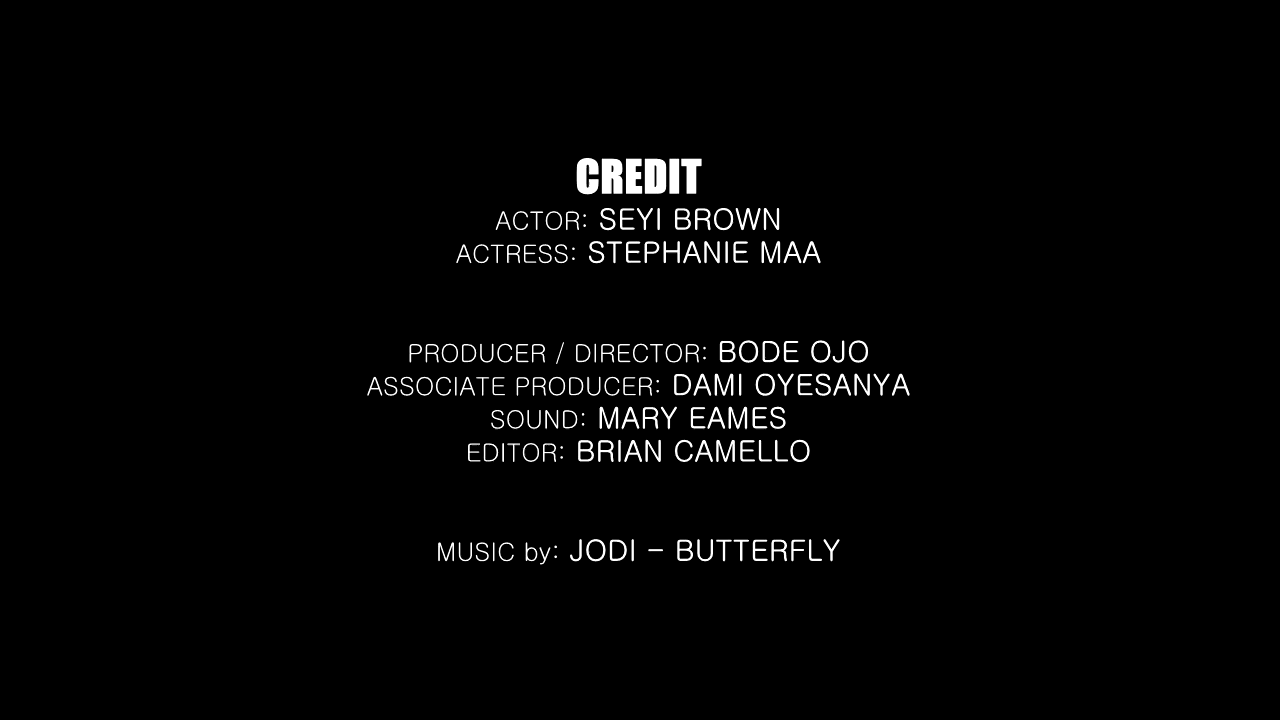 CREDIT
ACTOR: SEYI BROWN
ACTRESS: STEPHANIE MAA
PRODUCER / DIRECTOR: BODE OJO
ASSOCIATE PRODUCER: DAMI OYESANYA
SOUND: MARY EAMES
EDITOR: BRIAN CAMELLO
MUSIC by: JODI - BUTTERFLY